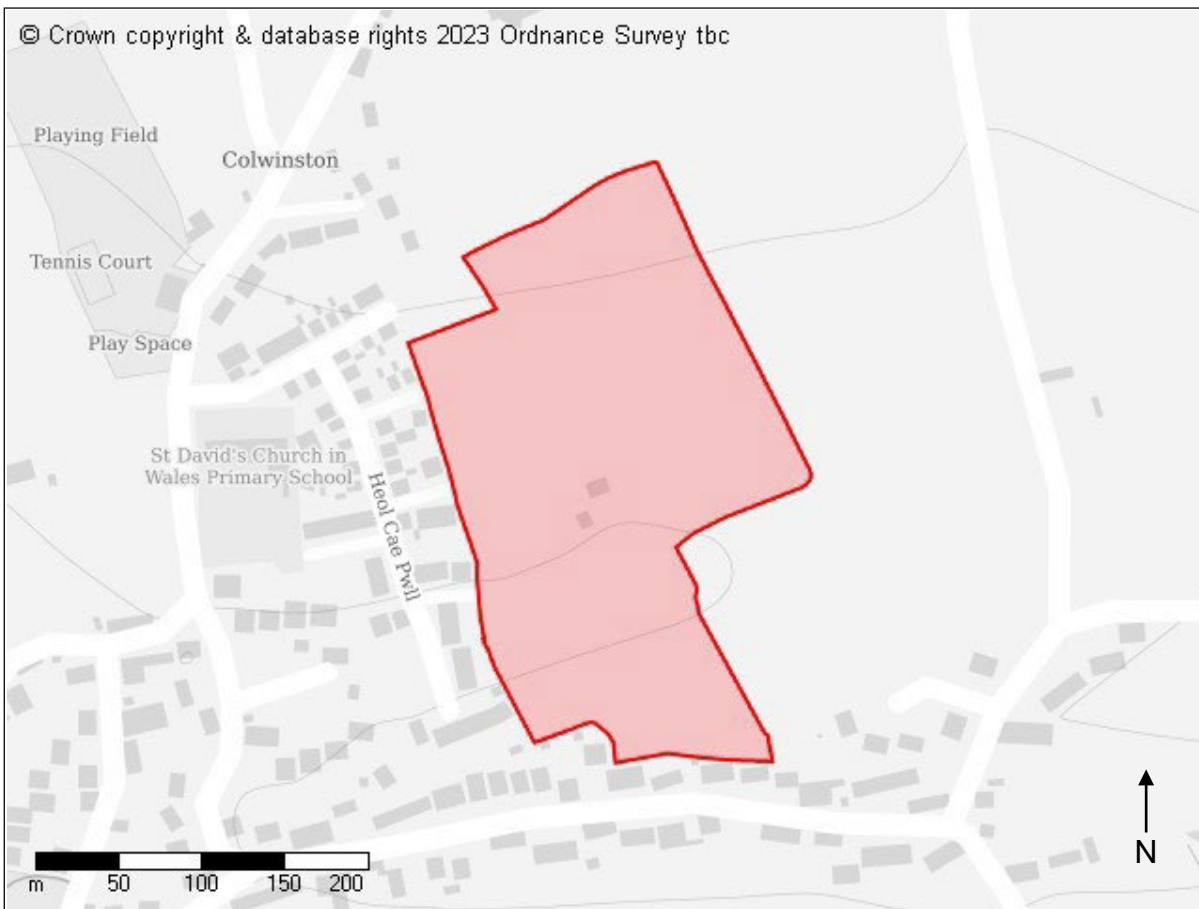 © Crown copyright & database rights 2023 Ordnance Survey tbc
Playing Field
Colwinston
Tennis Court
Play Space
St David's Church in
Wales Primary School
Heol Cae Pwll
m 50 100 150 200
N